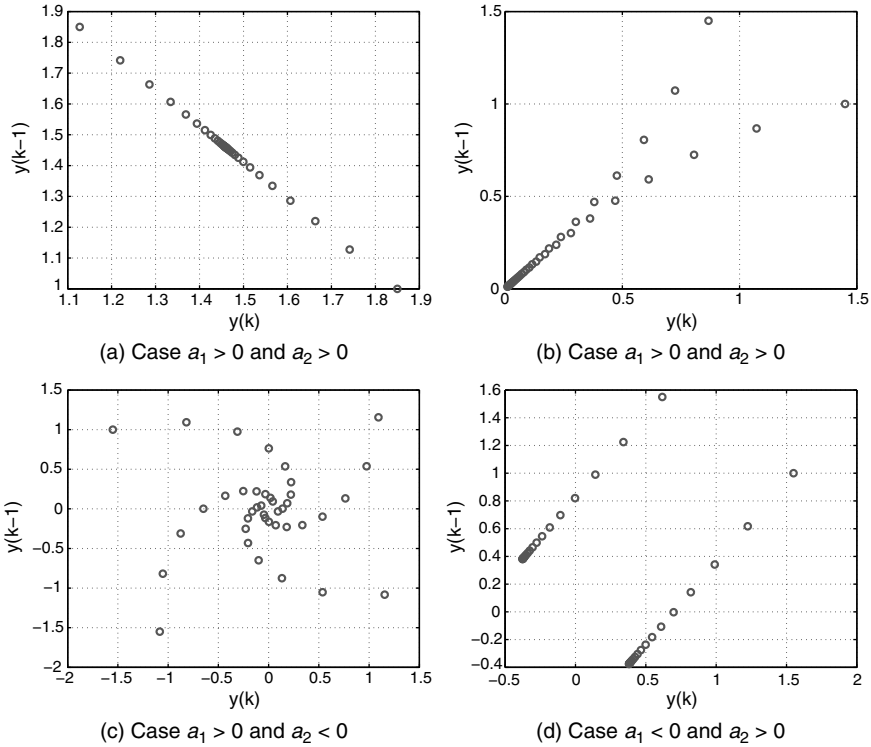 1.9
1.8
1.7
1.6
1.5
1.4
1.3
1.2
1.1
1
y(k−1)
1.1 1.2 1.3 1.4 1.5 1.6 1.7 1.8 1.9
y(k)
(a) Case a1 > 0 and a2 > 0
1.5
1
0.5
0
y(k−1)
0 0.5 1 1.5
y(k)
(b) Case a1 > 0 and a2 > 0
1.5
1
0.5
0
−0.5
−1
−1.5
−2
y(k−1)
−2 −1.5 −1 −0.5 0 0.5 1 1.5
y(k)
(c) Case a1 > 0 and a2 < 0
1.6
1.4
1.2
1
0.8
0.6
0.4
0.2
0
−0.2
−0.4
y(k−1)
−0.5 0 0.5 1 1.5 2
y(k)
(d) Case a1 < 0 and a2 > 0